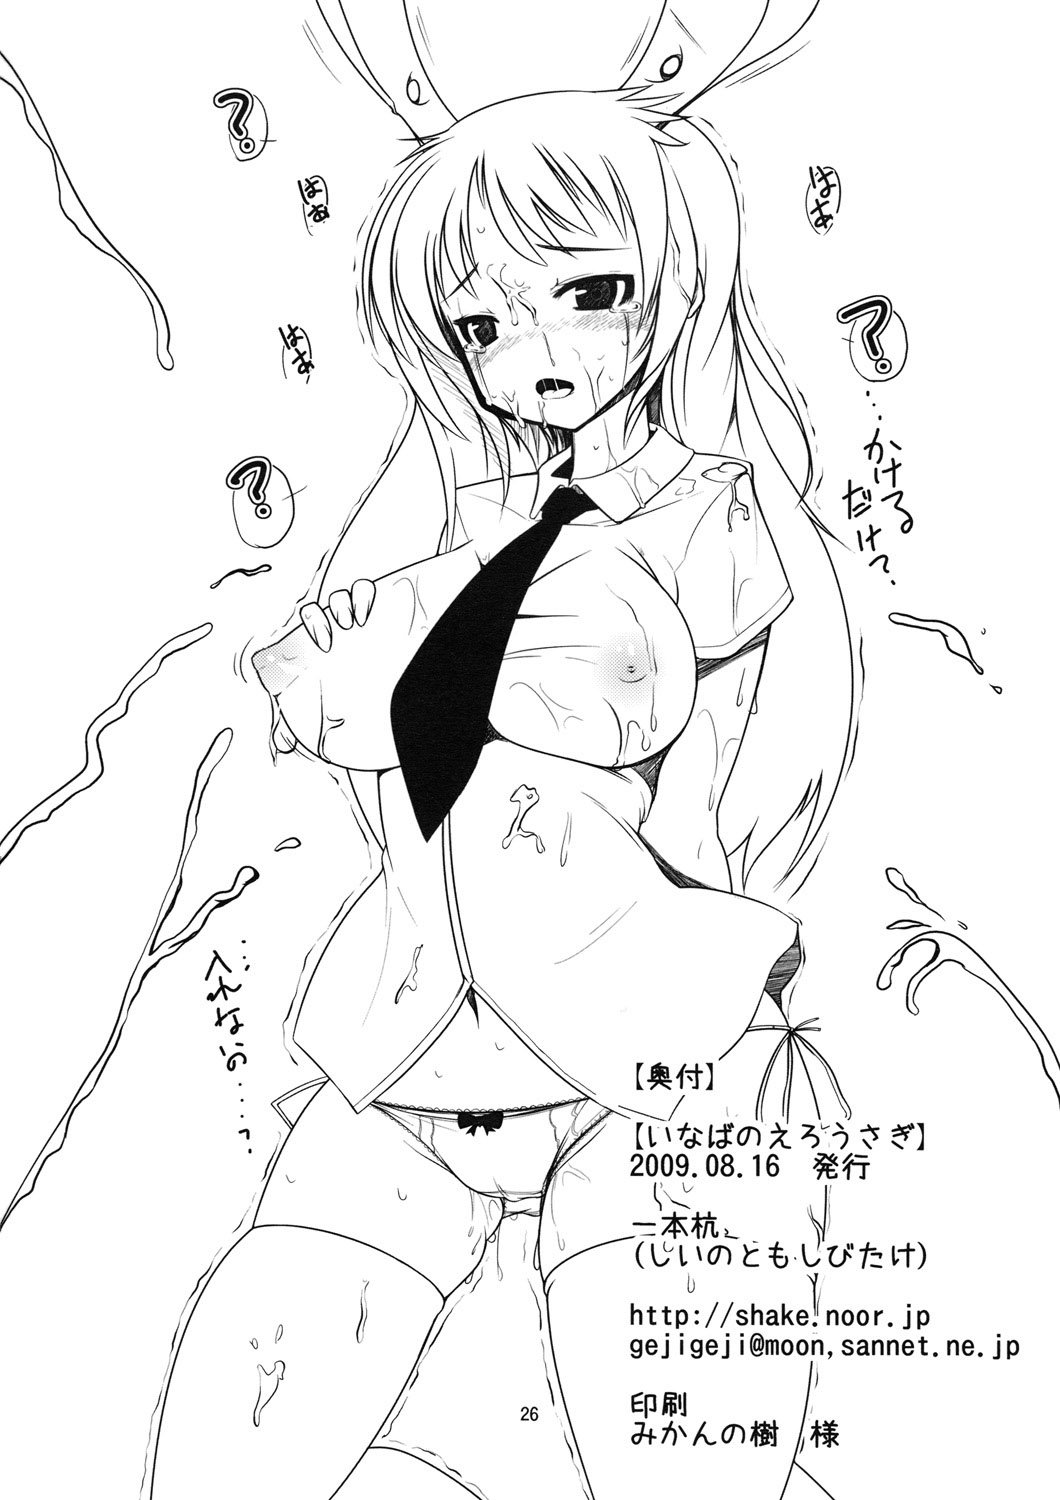 ?
はぁ
はぁ
?
…かける
だけ?
はぁ
?
…入れないの……?
【奥付】
【いなばのえろうさぎ】
2009.08.16 発行
一本杭
(しいのともしびたけ)
http://shake.noor.jp
gejigeji@moon,sannet.ne.jp
印刷
みかんの樹 様
26